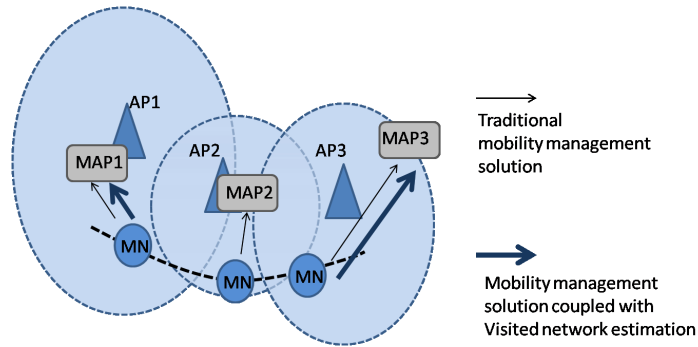 AP1
MAP1
AP2
MAP2
AP3
MAP3
MN
MN
MN
Traditional
mobility management
solution
Mobility management
solution coupled with
Visited network estimation